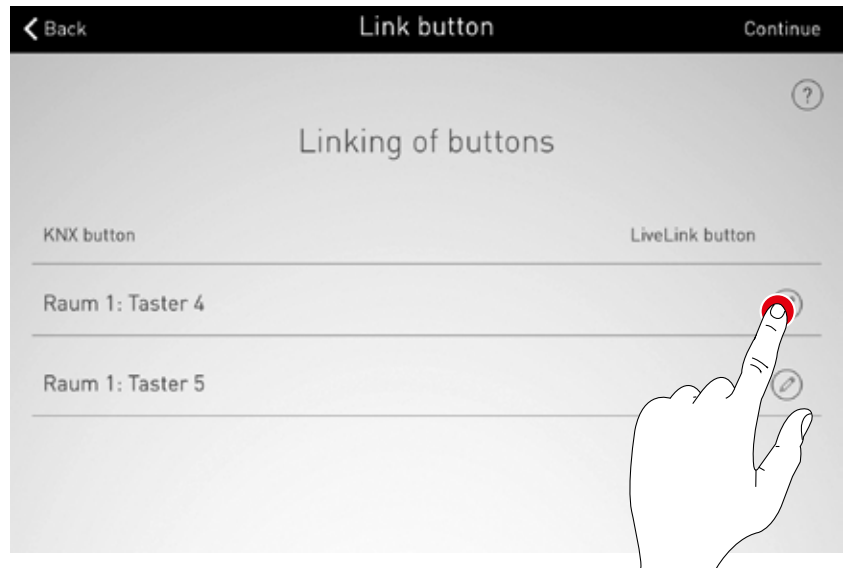 Back Link button Continue
?
Linking of buttons
KNX button LiveLink button
Raum 1: Taster 4
Raum 1: Taster 5